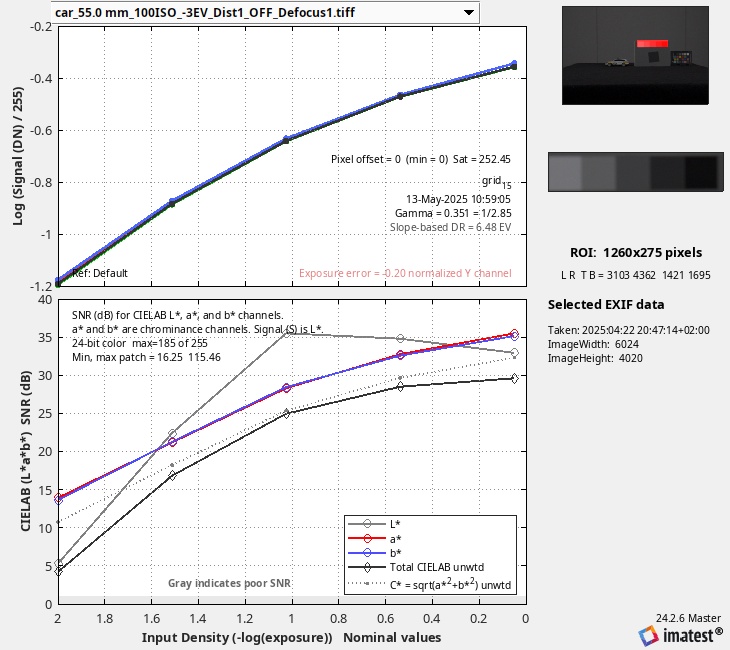 car_55.0 mm_100ISO_-3EV_Dist1_OFF_Defocus1.tiff
-0.2
-0.4
-0.6
-0.8
-1
-1.2
Log (Signal (DN) / 255)
Pixel offset = 0 (min = 0) Sat = 252.45
grid_15
13-May-2025 10:59:05
Gamma = 0.351 = 1/2.85
Slope-based DR = 6.48 EV
Ref: Default
Exposure error = -0.20 normalized Y channel
ROI: 1260x275 pixels
L R T B = 3103 4362 1421 1695
Selected EXIF data
Taken: 2025:04:22 20:47:14+02:00
ImageWidth: 6024
ImageHeight: 4020
40
35
30
25
20
15
10
5
0
CIELAB (L*a*b*) SNR (dB)
SNR (dB) for CIELAB L*, a*, and b* channels.
a* and b* are chrominance channels. Signal (S) is L*.
24-bit color max=185 of 255
Min, max patch = 16.25 115.46
L*
a*
b*
Total CIELAB unwtd
C* = sqrt(a*²+b*²) unwtd
Gray indicates poor SNR
2 1.8 1.6 1.4 1.2 1 0.8 0.6 0.4 0.2 0
Input Density (-log(exposure)) Nominal values
24.2.6 Master
imatest®